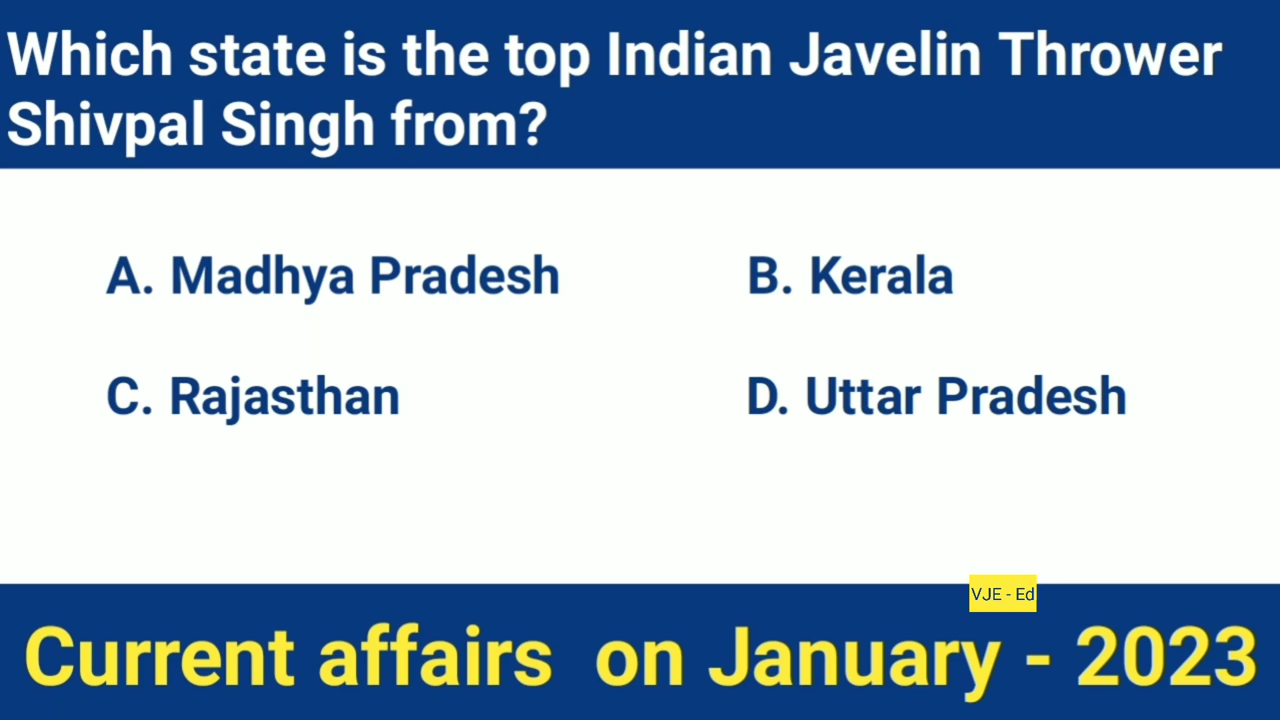 Which state is the top Indian Javelin Thrower
Shivpal Singh from?
A. Madhya Pradesh
B. Kerala
C. Rajasthan
D. Uttar Pradesh
VJE - Ed
Current affairs on January - 2023